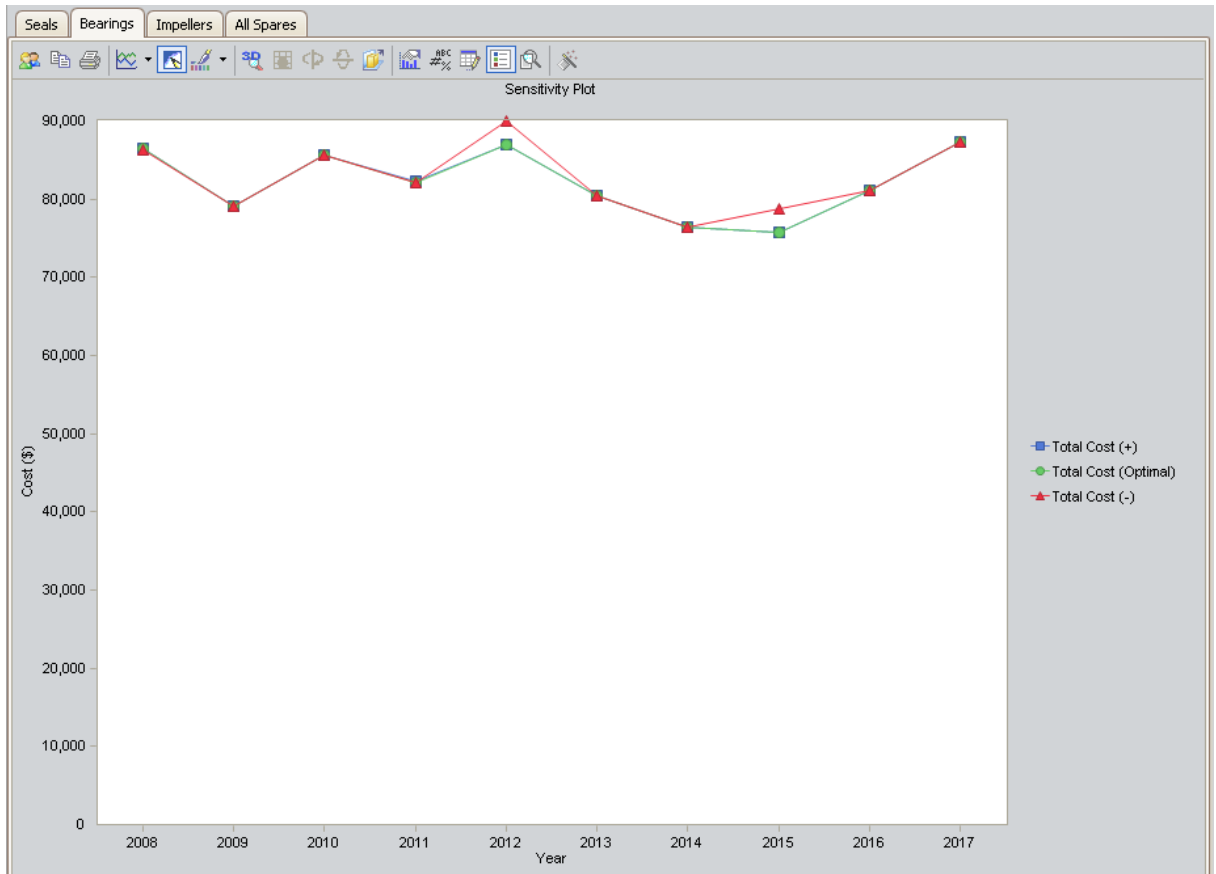 Seals Bearings Impellers All Spares
3D ABC #%
Sensitivity Plot
90,000
80,000
70,000
60,000
50,000
40,000
30,000
20,000
10,000
0
Cost ($)
2008 2009 2010 2011 2012 2013 2014 2015 2016 2017
Year
Total Cost (+)
Total Cost (Optimal)
Total Cost (-)